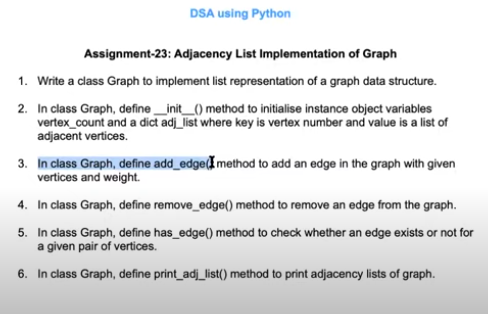 DSA using Python
Assignment-23: Adjacency List Implementation of Graph
1. Write a class Graph to implement list representation of a graph data structure.
2. In class Graph, define __init__() method to initialise instance object variables
vertex_count and a dict adj_list where key is vertex number and value is a list of
adjacent vertices.
3. In class Graph, define add_edge() method to add an edge in the graph with given
vertices and weight.
4. In class Graph, define remove_edge() method to remove an edge from the graph.
5. In class Graph, define has_edge() method to check whether an edge exists or not for
a given pair of vertices.
6. In class Graph, define print_adj_list() method to print adjacency lists of graph.